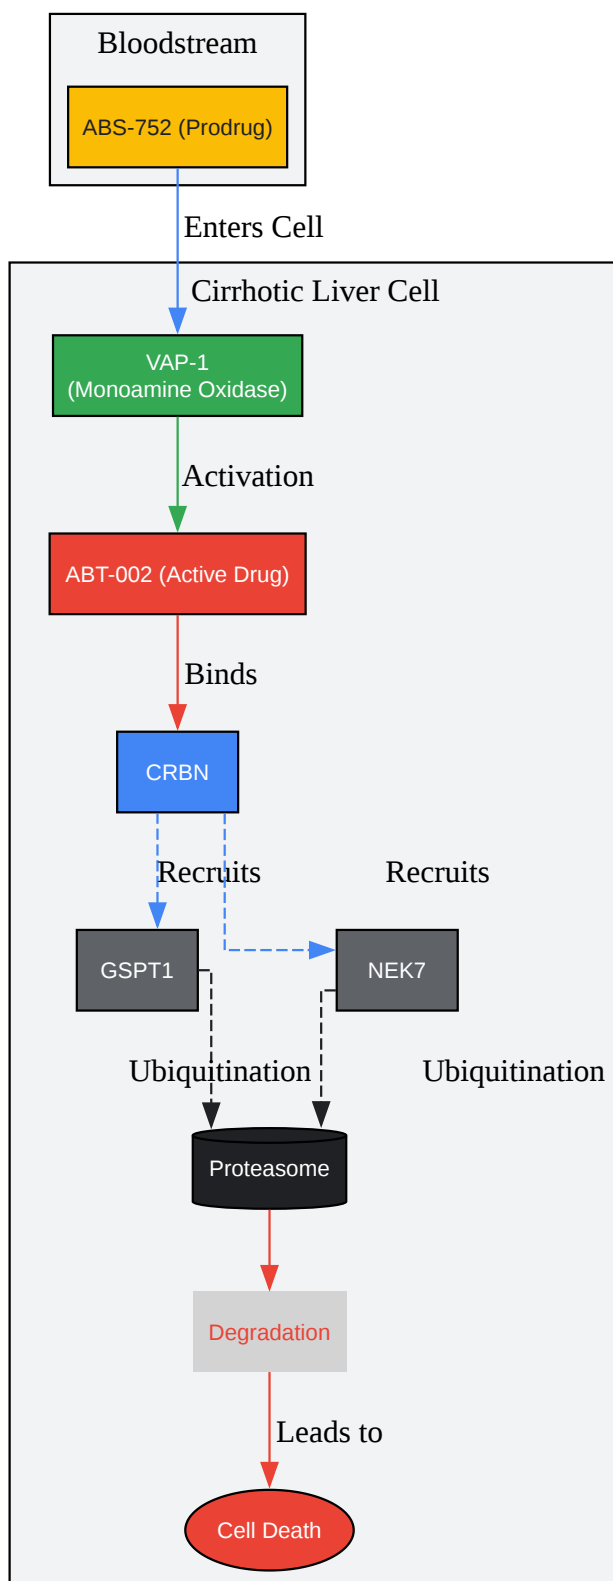 Bloodstream
ABS-752 (Prodrug)
Enters Cell
Cirrhotic Liver Cell
VAP-1
(Monoamine Oxidase)
Activation
ABT-002 (Active Drug)
Binds
CRBN
Recruits
Recruits
GSPT1
NEK7
Ubiquitination
Ubiquitination
Proteasome
Degradation
Leads to
Cell Death